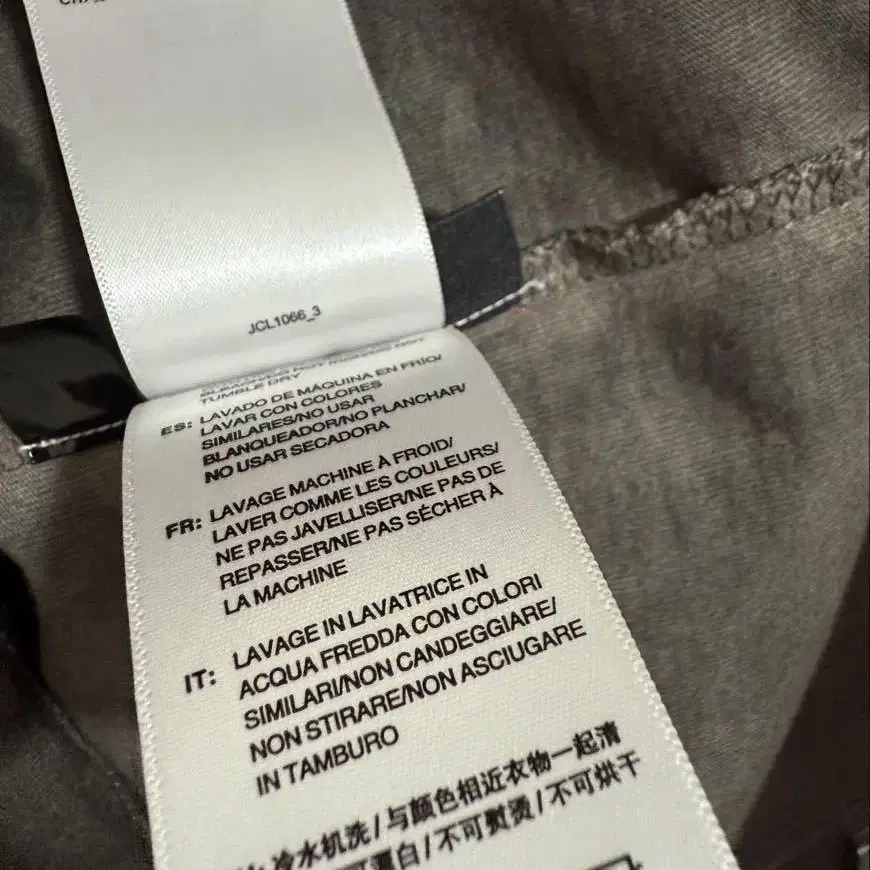 JCL1066_3
TUMBLE DRY
ES: LAVADO DE MÁQUINA EN FRÍO/
LAVAR CON COLORES
SIMILARES/NO USAR
BLANQUEADOR/NO PLANCHAR/
NO USAR SECADORA
FR: LAVAGE MACHINE À FROID/
LAVER COMME LES COULEURS/
NE PAS JAVELLISER/NE PAS DE
REPASSER/NE PAS SÉCHER À
LA MACHINE
IT: LAVAGE IN LAVATRICE IN
ACQUA FREDDA CON COLORI
SIMILARI/NON CANDEGGIARE/
NON STIRARE/NON ASCIUGARE
IN TAMBURO
冷水机洗/与颜色相近衣物一起清
漂白/不可熨烫/不可烘干